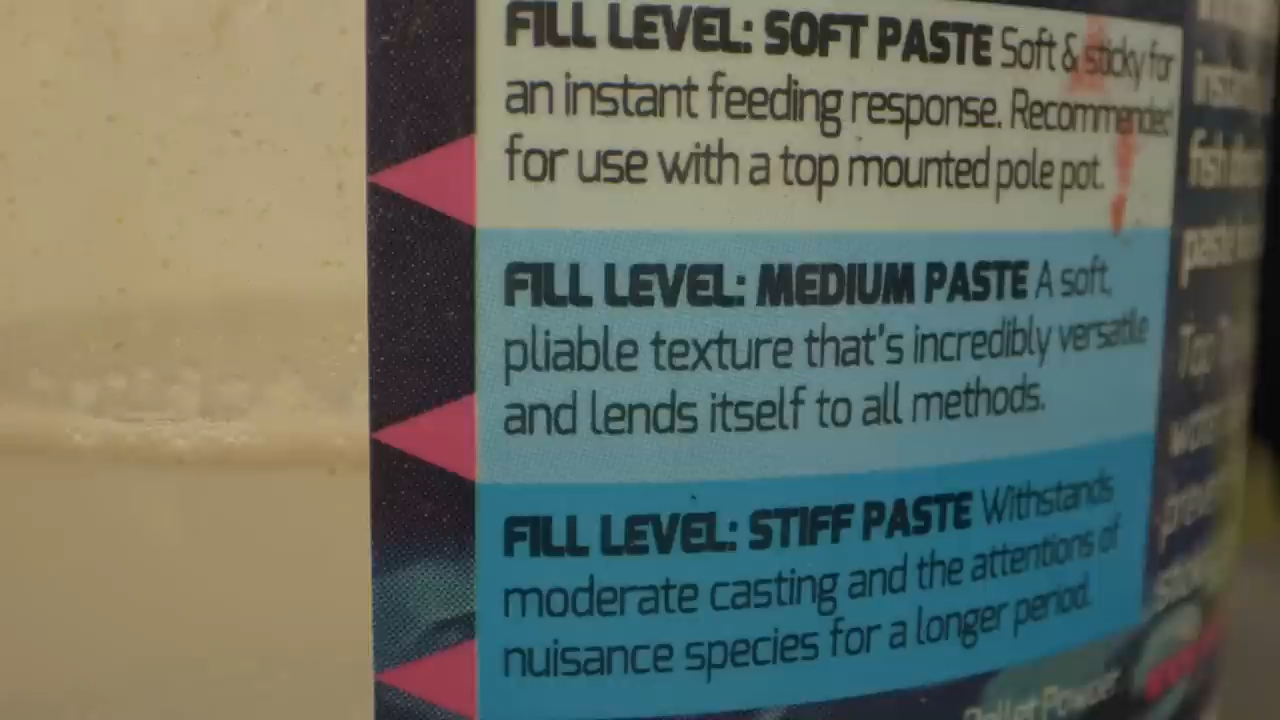 FILL LEVEL: SOFT PASTE Soft & sticky for
an instant feeding response. Recommended
for use with a top mounted pole pot.
FILL LEVEL: MEDIUM PASTE A soft,
pliable texture that's incredibly versatile
and lends itself to all methods.
FILL LEVEL: STIFF PASTE Withstands
moderate casting and the attentions of
nuisance species for a longer period.
Pellet Powder